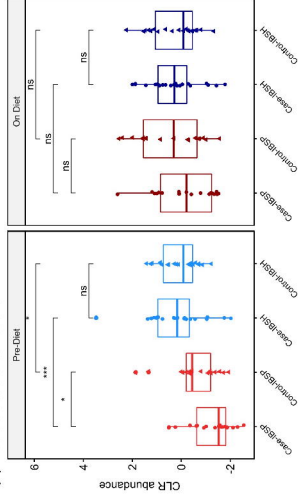 Pre-Diet
On Diet
*
***
*
ns
ns
ns
ns
ns
6
4
2
0
-2
CLR abundance
Case-IBSP
Control-IBSP
Case-IBSH
Control-IBSH
Case-IBSP
Control-IBSP
Case-IBSH
Control-IBSH